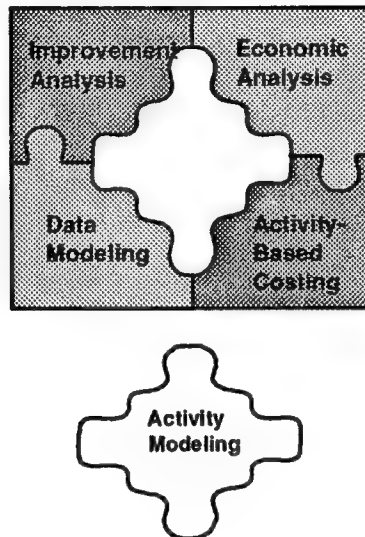 Improvement
Analysis
Economic
Analysis
Data
Modeling
Activity-
Based
Costing
Activity
Modeling